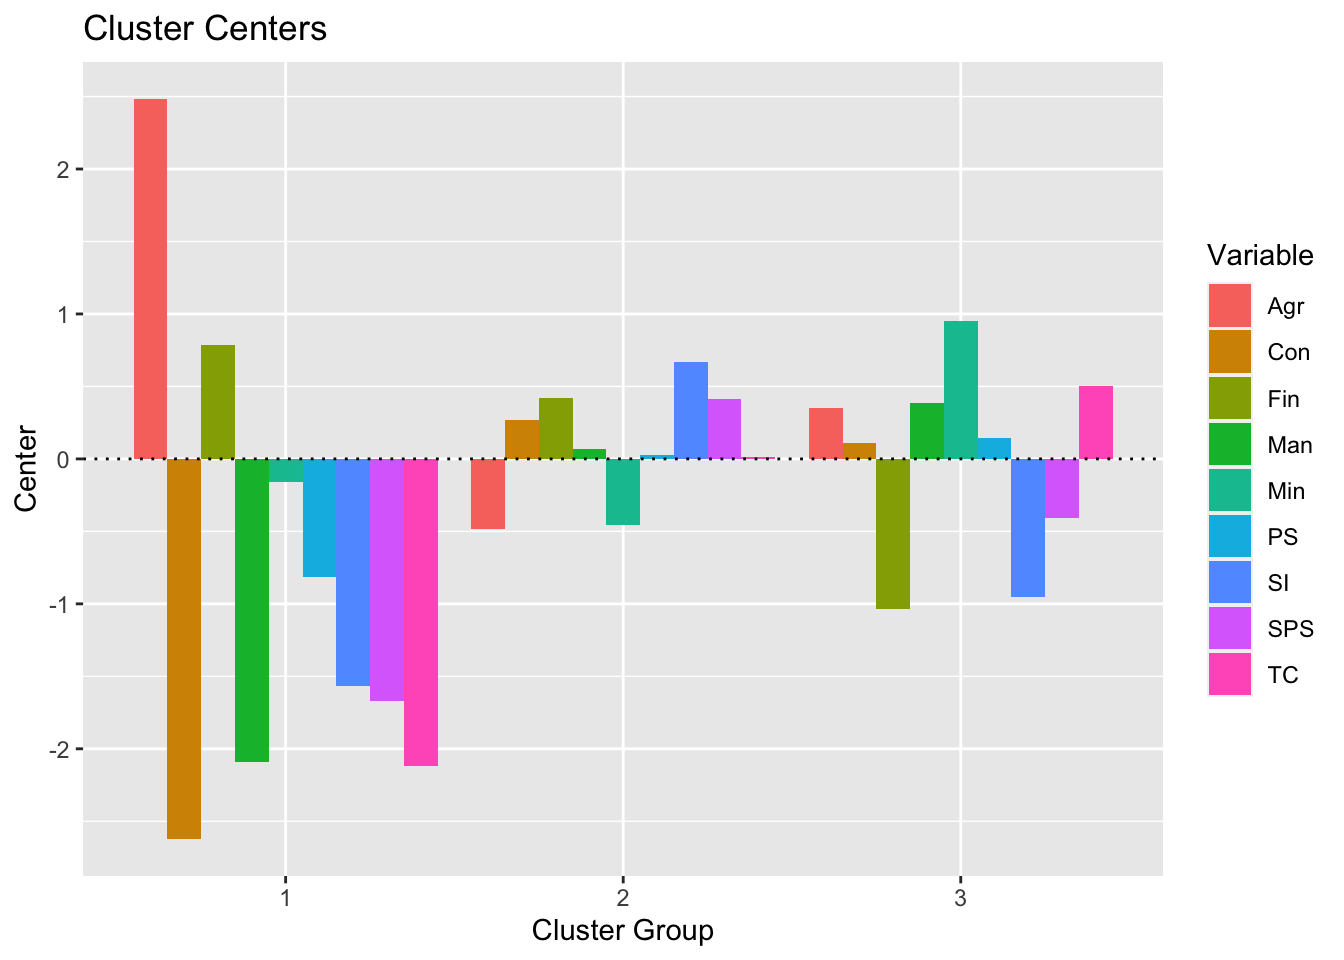 Cluster Centers
2
1
0
-1
-2
Center
1 2 3
Cluster Group
Variable
Agr
Con
Fin
Man
Min
PS
SI
SPS
TC